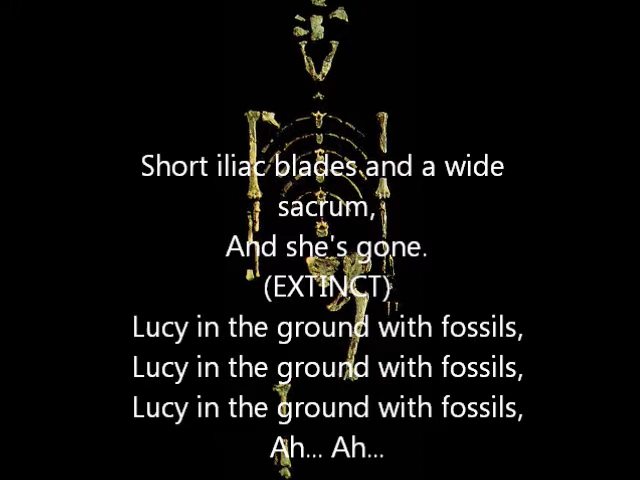 Short iliac blades and a wide
sacrum,
And she's gone.
(EXTINCT)
Lucy in the ground with fossils,
Lucy in the ground with fossils,
Lucy in the ground with fossils,
Ah... Ah...